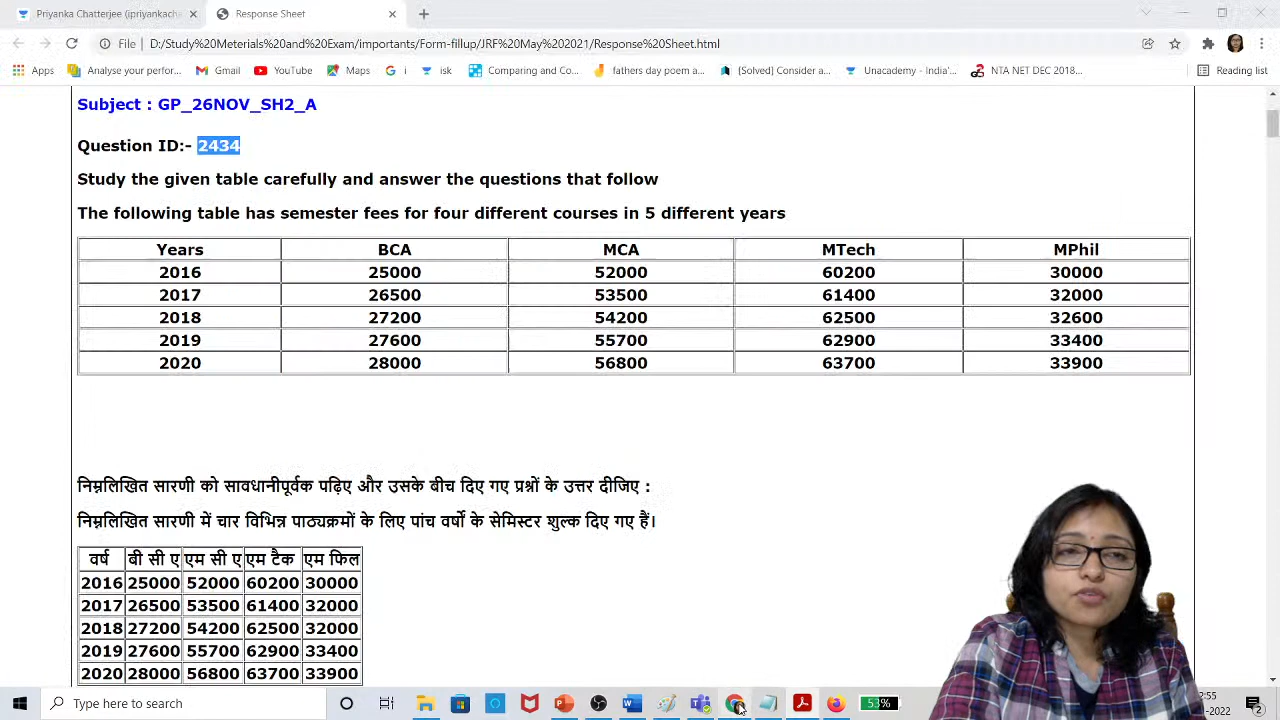 Priyanka Chatterjee (ipriyankach
Response Sheet
File D:/Study%20Meterials%20and%20Exam/importants/Form-fillup/JRF%20May%202021/Response%20Sheet.html
Apps Analyse your perfor... Gmail YouTube Maps i isk Comparing and Co... fathers day poem a... (Solved) Consider a... Unacademy - India'... NTA NET DEC 2018... Reading list
Subject : GP_26NOV_SH2_A
Question ID:- 2434
Study the given table carefully and answer the questions that follow
The following table has semester fees for four different courses in 5 different years
Years BCA MCA MTech MPhil
2016 25000 52000 60200 30000
2017 26500 53500 61400 32000
2018 27200 54200 62500 32600
2019 27600 55700 62900 33400
2020 28000 56800 63700 33900
निम्नलिखित सारणी को सावधानीपूर्वक पढ़िए और उसके बीच दिए गए प्रश्नों के उत्तर दीजिए :
निम्नलिखित सारणी में चार विभिन्न पाठ्यक्रमों के लिए पांच वर्षों के सेमिस्टर शुल्क दिए गए हैं।
वर्ष बी सी ए एम सी ए एम टैक एम फिल
2016 25000 52000 60200 30000
2017 26500 53500 61400 32000
2018 27200 54200 62500 32000
2019 27600 55700 62900 33400
2020 28000 56800 63700 33900
Type here to search
53%
2:55
-2022
2